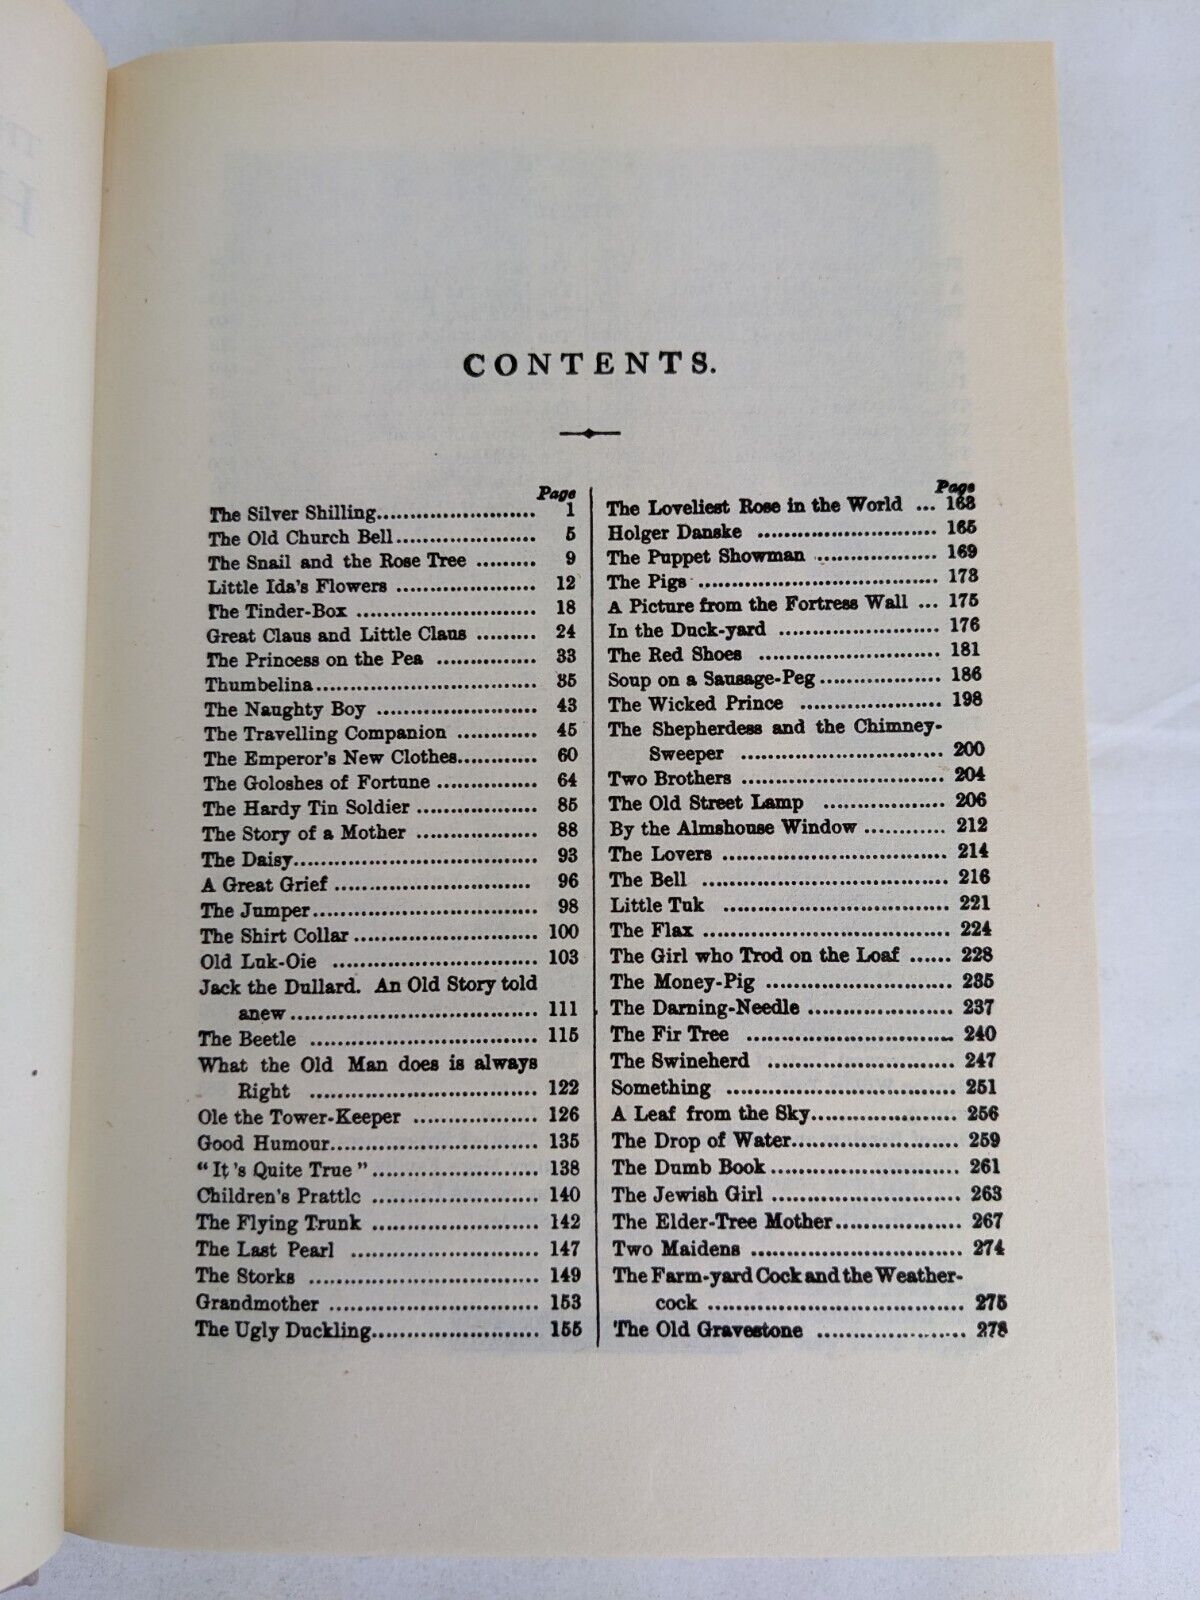 CONTENTS.
Page
The Silver Shilling.......................... 1
The Old Church Bell........................ 5
The Snail and the Rose Tree ......... 9
Little Ida's Flowers ........................ 12
The Tinder-Box .............................. 18
Great Claus and Little Claus .......... 24
The Princess on the Pea ................. 33
Thumbelina..................................... 35
The Naughty Boy ........................... 43
The Travelling Companion ............ 45
The Emperor's New Clothes............ 60
The Goloshes of Fortune ................ 64
The Hardy Tin Soldier .................... 85
The Story of a Mother .................... 88
The Daisy........................................ 93
A Great Grief ................................. 96
The Jumper..................................... 98
The Shirt Collar .............................. 100
Old Luk-Oie ................................... 103
Jack the Dullard. An Old Story told
anew ......................................... 111
The Beetle ...................................... 115
What the Old Man does is always
Right ........................................ 122
Ole the Tower-Keeper .................... 126
Good Humour.................................. 135
"It's Quite True" ............................ 138
Children's Prattle ........................... 140
The Flying Trunk ........................... 142
The Last Pearl ................................ 147
The Storks ...................................... 149
Grandmother .................................. 153
The Ugly Duckling.......................... 155
Page
The Loveliest Rose in the World ... 163
Holger Danske ............................... 165
The Puppet Showman .................... 169
The Pigs ......................................... 173
A Picture from the Fortress Wall ... 175
In the Duck-yard ............................ 176
The Red Shoes ............................... 181
Soup on a Sausage-Peg................... 186
The Wicked Prince ........................ 198
The Shepherdess and the Chimney-
Sweeper .................................... 200
Two Brothers .................................. 204
The Old Street Lamp ..................... 206
By the Almshouse Window ............ 212
The Lovers ..................................... 214
The Bell ......................................... 216
Little Tuk ...................................... 221
The Flax ......................................... 224
The Girl who Trod on the Loaf ...... 228
The Money-Pig .............................. 235
The Darning-Needle ....................... 237
The Fir Tree .................................. 240
The Swineherd ............................... 247
Something ...................................... 251
A Leaf from the Sky....................... 256
The Drop of Water.......................... 259
The Dumb Book ............................. 261
The Jewish Girl .............................. 263
The Elder-Tree Mother................... 267
Two Maidens .................................. 274
The Farm-yard Cock and the Weather-
cock .......................................... 275
The Old Gravestone ....................... 278